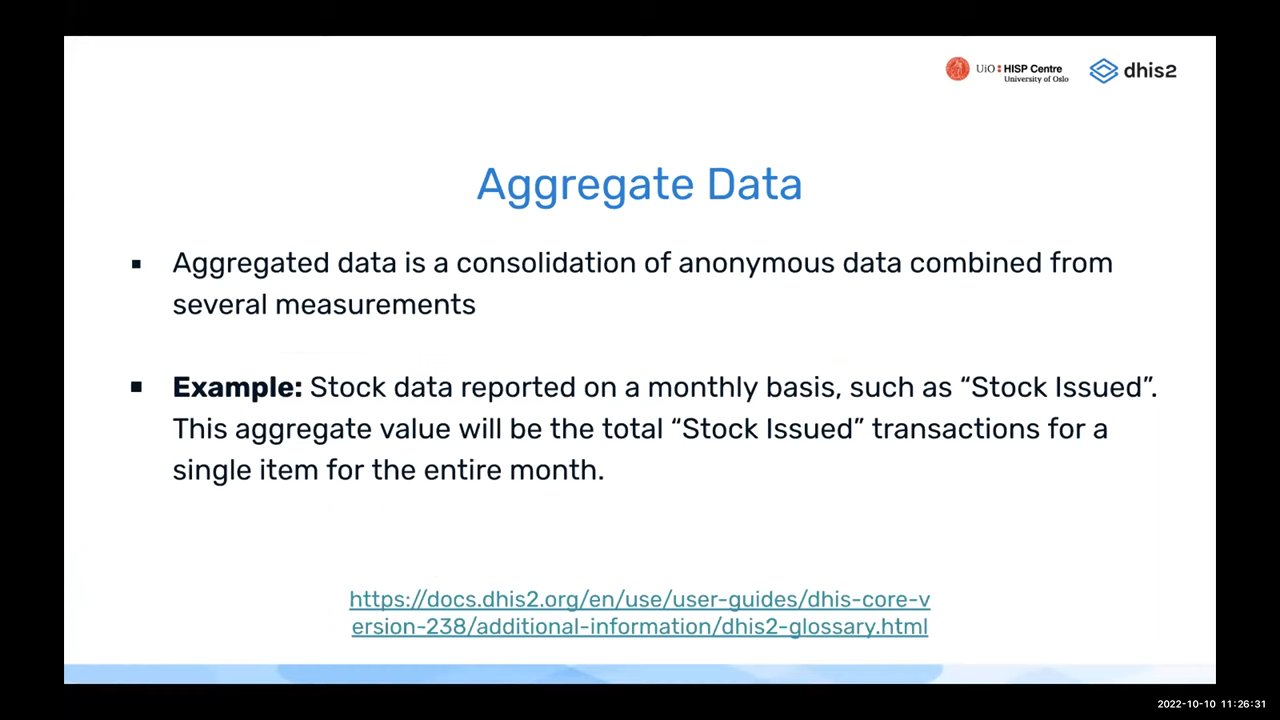 UiO HISP Centre
University of Oslo
dhis2
Aggregate Data
▪ Aggregated data is a consolidation of anonymous data combined from
several measurements
▪ Example: Stock data reported on a monthly basis, such as “Stock Issued”.
This aggregate value will be the total “Stock Issued” transactions for a
single item for the entire month.
https://docs.dhis2.org/en/use/user-guides/dhis-core-v
ersion-238/additional-information/dhis2-glossary.html
2022-10-10 11:26:31